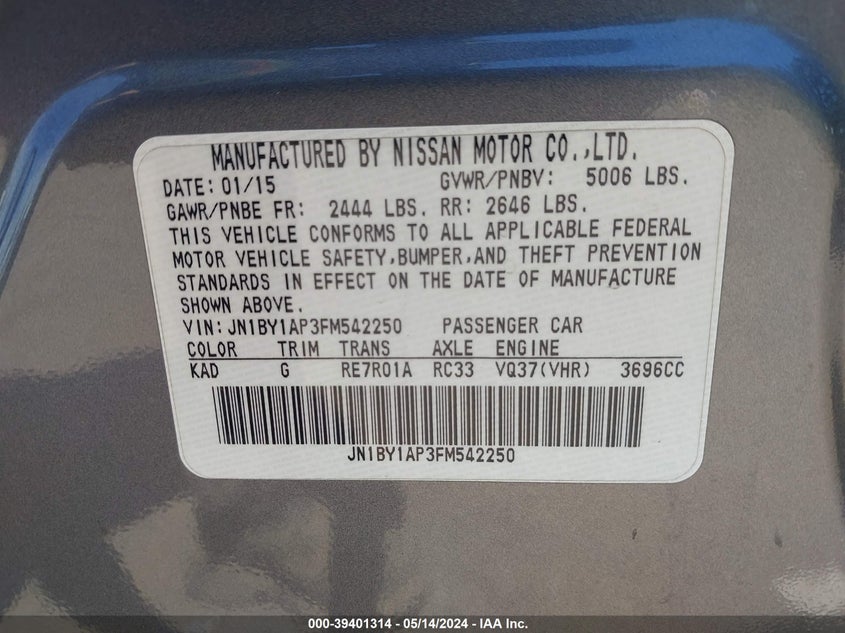 MANUFACTURED BY NISSAN MOTOR CO.,LTD.
DATE: 01/15 GVWR/PNBV: 5006 LBS.
GAWR/PNBE FR: 2444 LBS. RR: 2646 LBS.
THIS VEHICLE CONFORMS TO ALL APPLICABLE FEDERAL
MOTOR VEHICLE SAFETY,BUMPER,AND THEFT PREVENTION
STANDARDS IN EFFECT ON THE DATE OF MANUFACTURE
SHOWN ABOVE.
VIN:JN1BY1AP3FM542250 PASSENGER CAR
COLOR TRIM TRANS AXLE ENGINE
KAD G RE7R01A RC33 VQ37(VHR) 3696CC
JN1BY1AP3FM542250
000-39401314 - 05/14/2024 - IAA Inc.